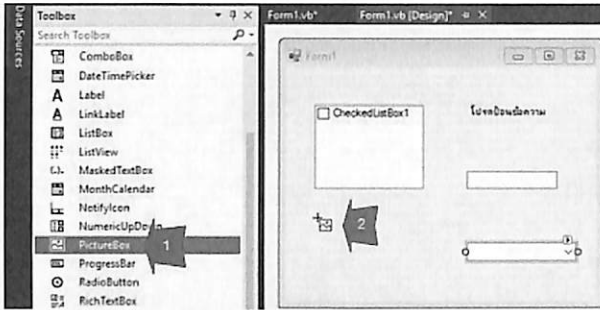 Data Sources
Toolbox
Search Toolbox
ComboBox
DateTimePicker
Label
LinkLabel
ListBox
ListView
MaskedTextBox
MonthCalendar
NotifyIcon
NumericUpDown
PictureBox
1
ProgressBar
RadioButton
RichTextBox
Form1.vb*
Form1.vb [Design]*
Form1
CheckedListBox1
โปรดป้อนข้อความ
2